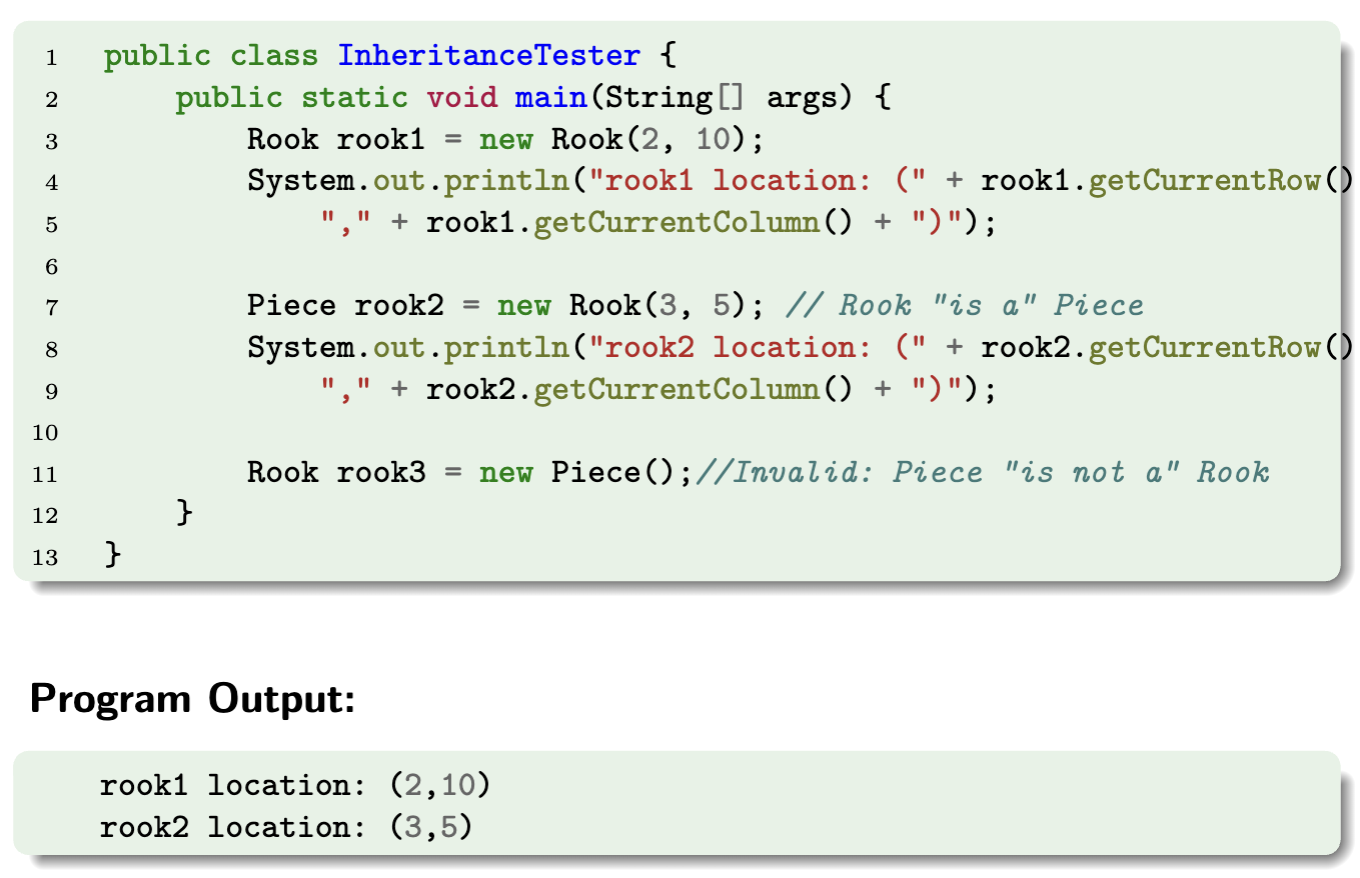 1 public class InheritanceTester {
2 public static void main(String[] args) {
3 Rook rook1 = new Rook(2, 10);
4 System.out.println("rook1 location: (" + rook1.getCurrentRow()
5 "," + rook1.getCurrentColumn() + ")");
6
7 Piece rook2 = new Rook(3, 5); // Rook "is a" Piece
8 System.out.println("rook2 location: (" + rook2.getCurrentRow()
9 "," + rook2.getCurrentColumn() + ")");
10
11 Rook rook3 = new Piece();//Invalid: Piece "is not a" Rook
12 }
13 }
Program Output:
rook1 location: (2,10)
rook2 location: (3,5)